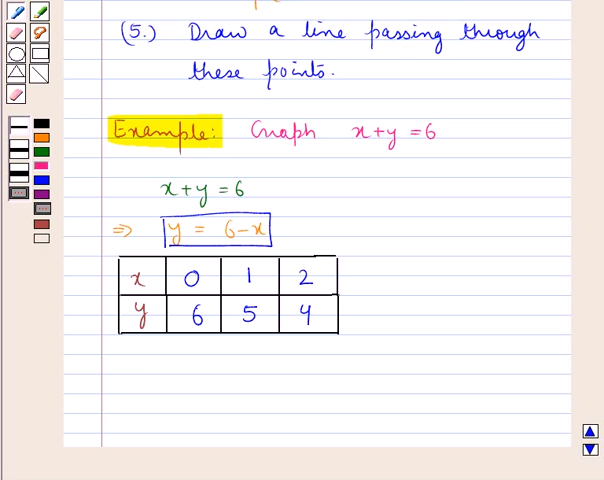 (5.) Draw a line passing through
these points.
Example: Graph x+y=6
x+y=6
⇒ y = 6-x
x 0 1 2
y 6 5 4